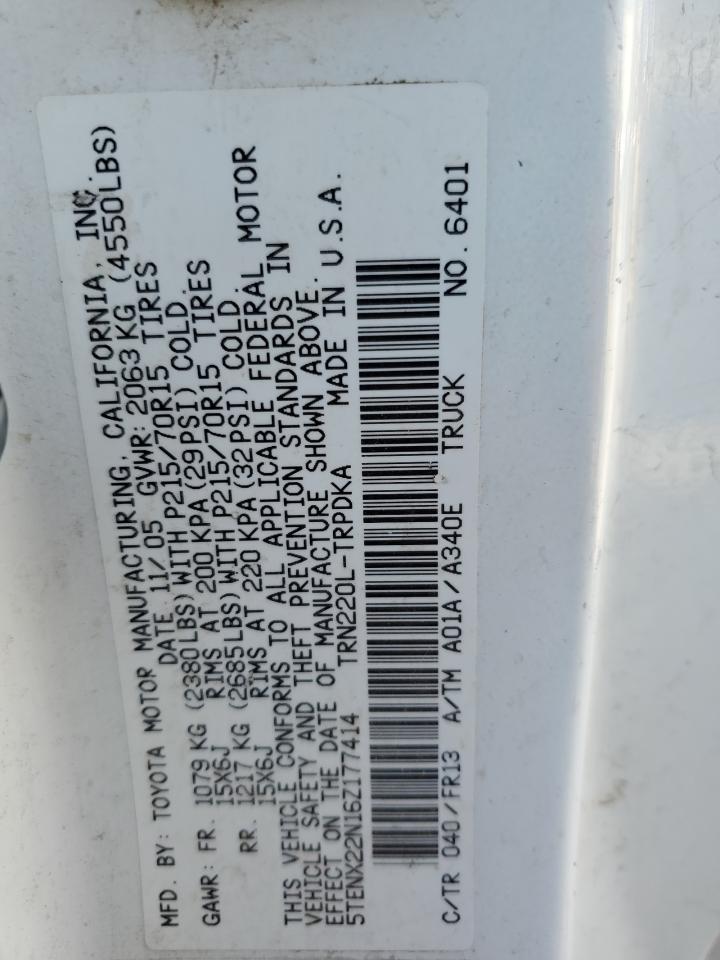 MFD. BY: TOYOTA MOTOR MANUFACTURING, CALIFORNIA, INC.
DATE 11/05 GVWR: 2063 KG (4550LBS)
GAWR: FR. 1079 KG (2380LBS) WITH P215/70R15 TIRES
15X6J RIMS AT 200 KPA (29PSI) COLD.
RR. 1217 KG (2685LBS) WITH P215/70R15 TIRES
15X6J RIMS AT 220 KPA (32PSI) COLD.
THIS VEHICLE CONFORMS TO ALL APPLICABLE FEDERAL MOTOR
VEHICLE SAFETY AND THEFT PREVENTION STANDARDS IN
EFFECT ON THE DATE OF MANUFACTURE SHOWN ABOVE.
5TENX22N16Z177414 TRN220L-TRPDKA MADE IN U.S.A.
C/TR 040/FR13 A/TM A01A/A340E TRUCK NO. 6401